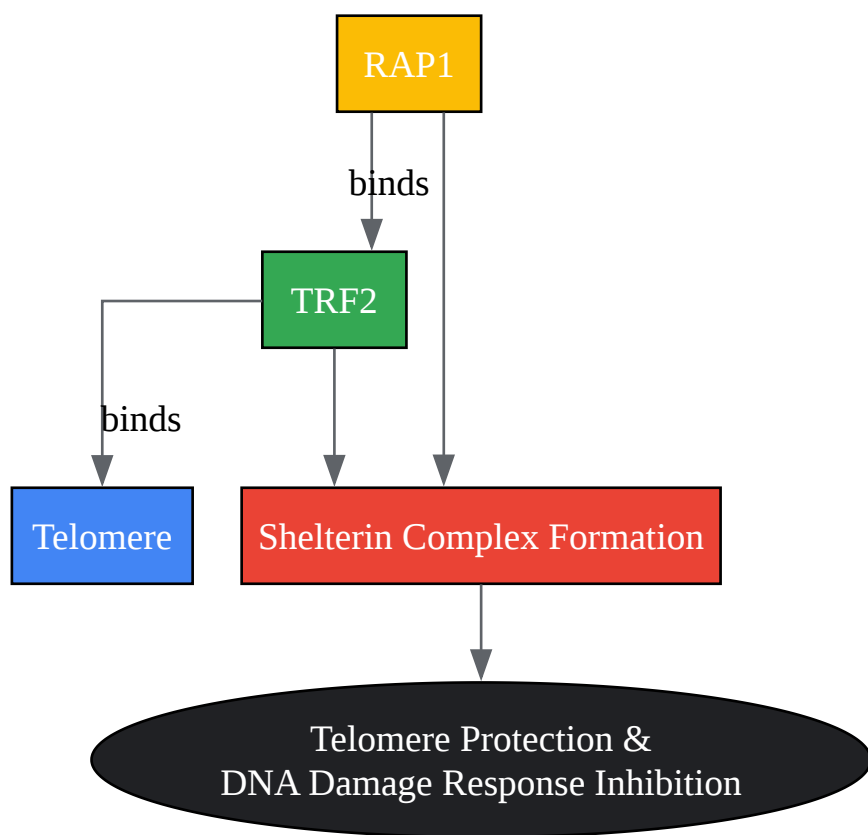 RAP1
binds
TRF2
binds
Telomere
Shelterin Complex Formation
Telomere Protection &
DNA Damage Response Inhibition